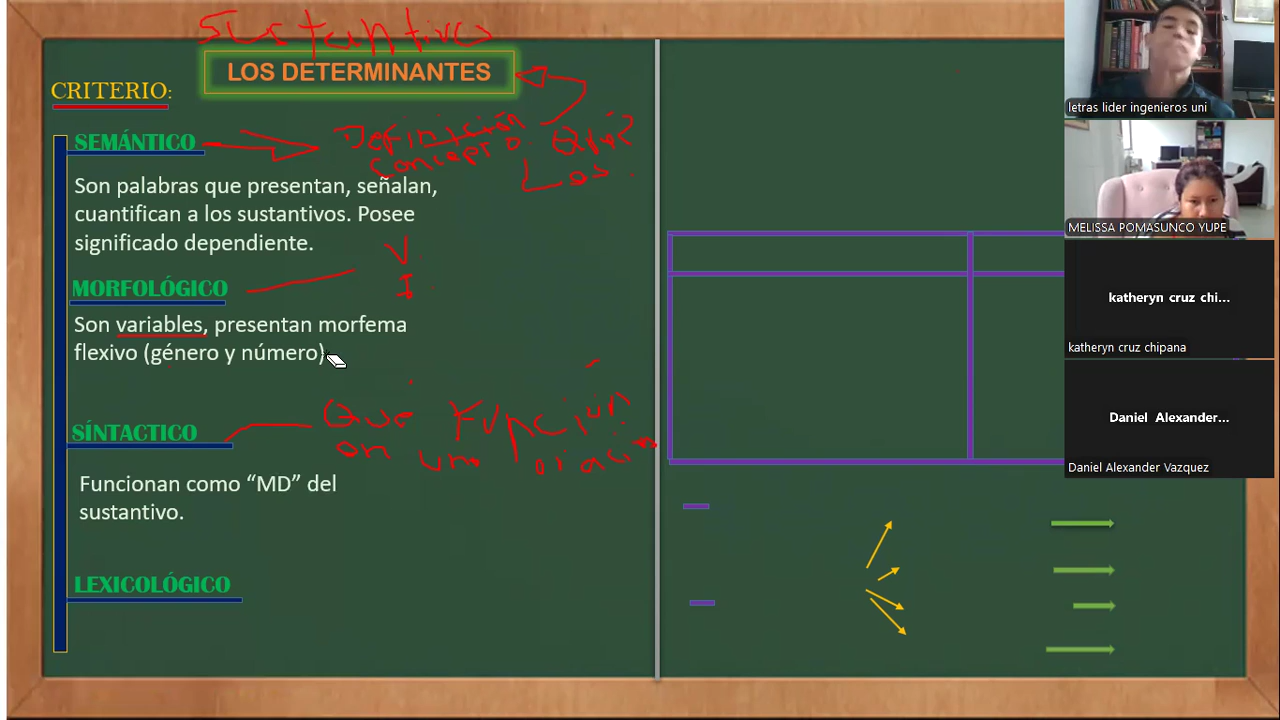 Sustantivo
LOS DETERMINANTES
CRITERIO:
SEMÁNTICO
Definición
concepto
Qué?
Los
Son palabras que presentan, señalan,
cuantifican a los sustantivos. Posee
significado dependiente.
V
I
MORFOLÓGICO
Son variables, presentan morfema
flexivo (género y número)
SÍNTACTICO
Que función
en una oración
Funcionan como “MD” del
sustantivo.
LEXICOLÓGICO
letras lider ingenieros uni
MELISSA POMASUNCO YUPE
katheryn cruz chi...
katheryn cruz chipana
Daniel Alexander...
Daniel Alexander Vazquez